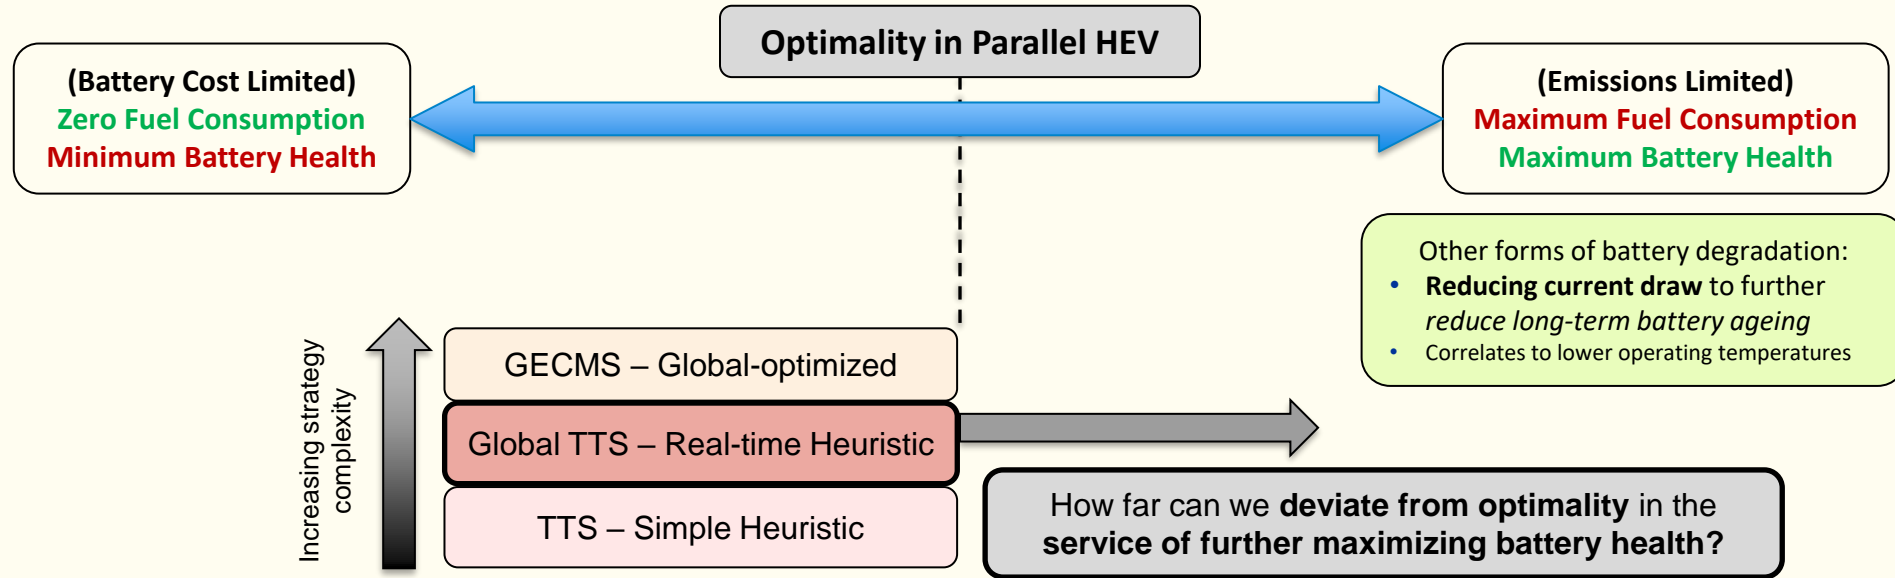 Optimality in Parallel HEV
(Battery Cost Limited)
Zero Fuel Consumption
Minimum Battery Health
(Emissions Limited)
Maximum Fuel Consumption
Maximum Battery Health
Other forms of battery degradation:
• Reducing current draw to further
reduce long-term battery ageing
• Correlates to lower operating temperatures
Increasing strategy
complexity
GECMS – Global-optimized
Global TTS – Real-time Heuristic
TTS – Simple Heuristic
How far can we deviate from optimality in the
service of further maximizing battery health?